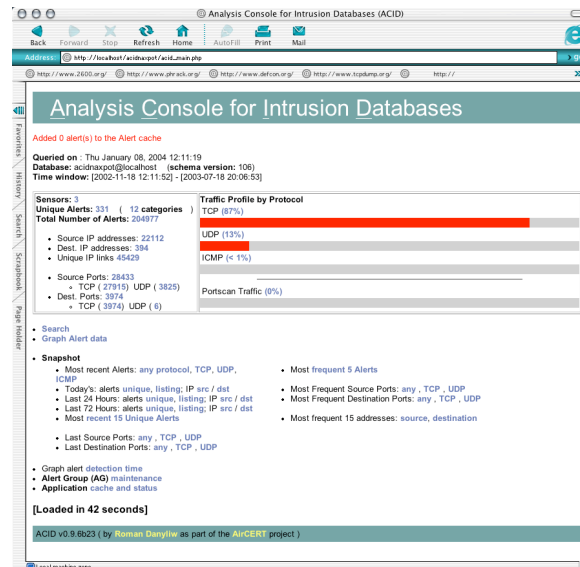 Analysis Console for Intrusion Databases (ACID)
Back Forward Stop Refresh Home AutoFill Print Mail
Address: http://localhost/acidnaxpot/acid_main.php
http://www.2600.org/ http://www.phrack.org/ http://www.defcon.org/ http://www.tcpdump.org/ http://
Favorites
History
Search
Scrapbook
Page Holder
Analysis Console for Intrusion Databases
Added 0 alert(s) to the Alert cache
Queried on : Thu January 08, 2004 12:11:19
Database: acidnaxpot@localhost (schema version: 106)
Time window: [2002-11-18 12:11:52] - [2003-07-18 20:06:53]
Sensors: 3
Unique Alerts: 331 ( 12 categories )
Total Number of Alerts: 204977
Source IP addresses: 22112
Dest. IP addresses: 394
Unique IP links 45429
Source Ports: 28433
TCP ( 27915) UDP ( 3825)
Dest. Ports: 3974
TCP ( 3974) UDP ( 6)
Traffic Profile by Protocol
TCP (87%)
UDP (13%)
ICMP (< 1%)
Portscan Traffic (0%)
Search
Graph Alert data
Snapshot
Most recent Alerts: any protocol, TCP, UDP,
ICMP
Today's: alerts unique, listing; IP src / dst
Last 24 Hours: alerts unique, listing; IP src / dst
Last 72 Hours: alerts unique, listing; IP src / dst
Most recent 15 Unique Alerts
Last Source Ports: any , TCP , UDP
Last Destination Ports: any , TCP , UDP
Most frequent 5 Alerts
Most Frequent Source Ports: any , TCP , UDP
Most Frequent Destination Ports: any , TCP , UDP
Most frequent 15 addresses: source, destination
Graph alert detection time
Alert Group (AG) maintenance
Application cache and status
[Loaded in 42 seconds]
ACID v0.9.6b23 ( by Roman Danyliw as part of the AirCERT project )
Local machine zone